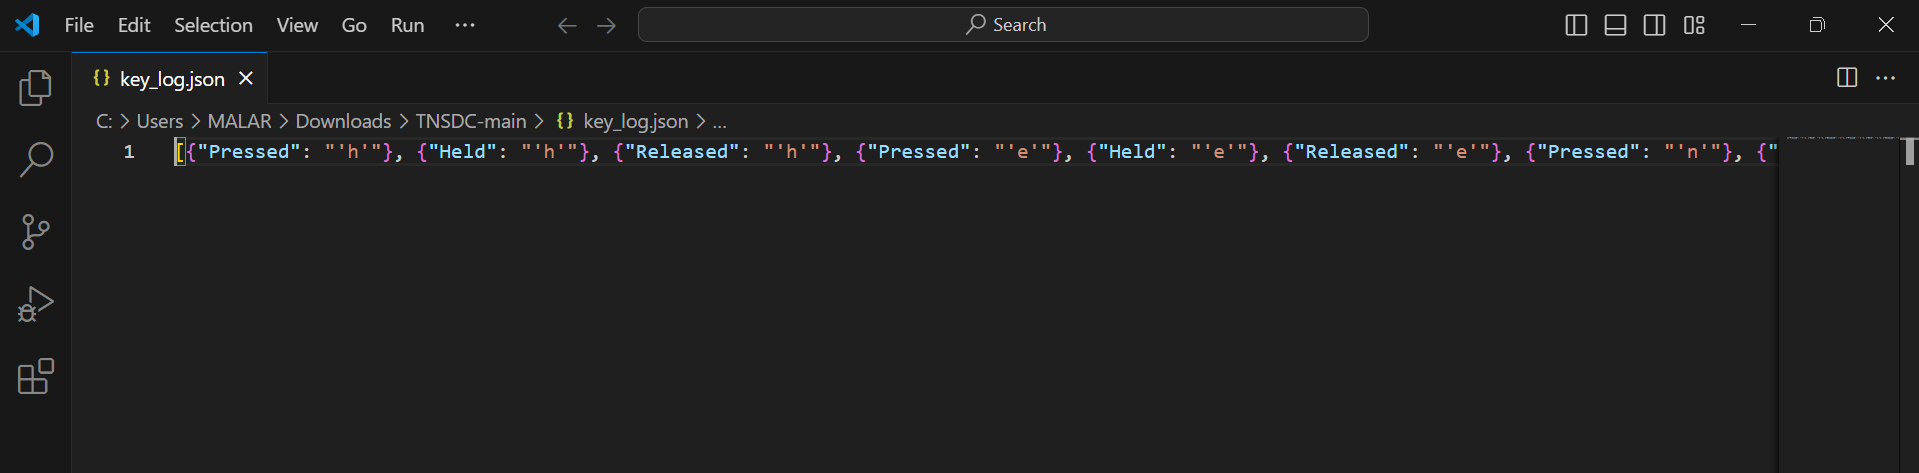 File Edit Selection View Go Run ··· Search
{} key_log.json
C: > Users > MALAR > Downloads > TNSDC-main > {} key_log.json > ...
1 [{"Pressed": "'h'"}, {"Held": "'h'"}, {"Released": "'h'"}, {"Pressed": "'e'"}, {"Held": "'e'"}, {"Released": "'e'"}, {"Pressed": "'n'"}, {"